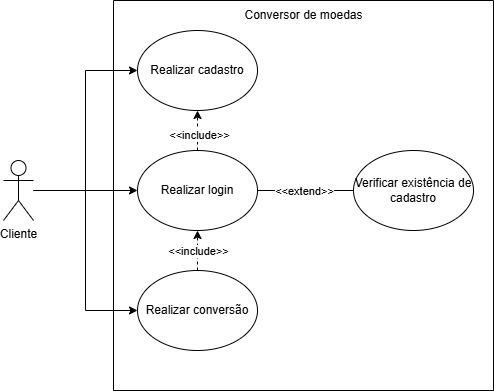 Conversor de moedas
Realizar cadastro
<<include>>
Realizar login
<<extend>>
Verificar existência de
cadastro
Cliente
<<include>>
Realizar conversão